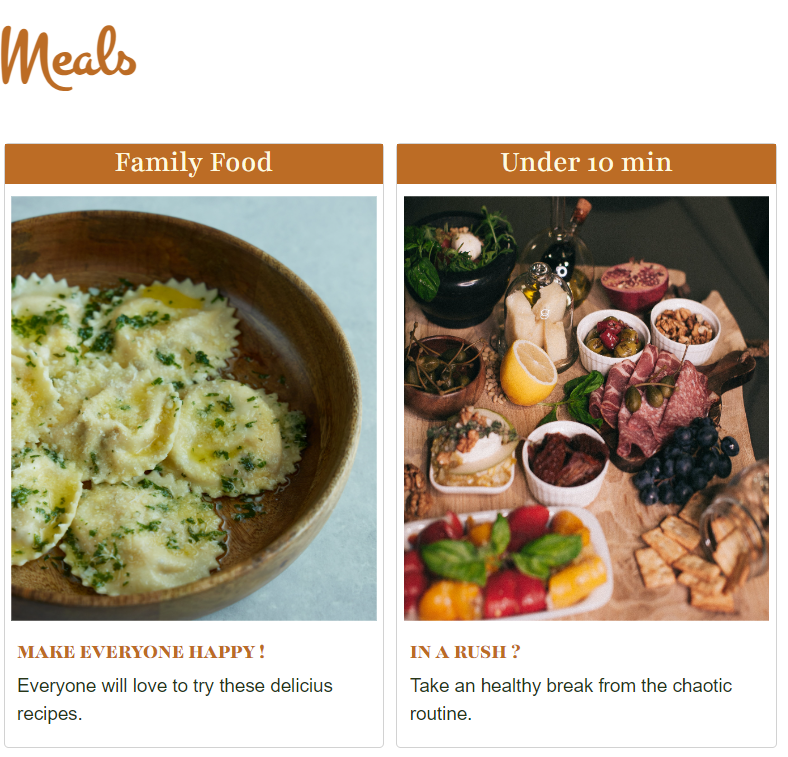 Meals
Family Food
Under 10 min
MAKE EVERYONE HAPPY !
Everyone will love to try these delicius
recipes.
IN A RUSH ?
Take an healthy break from the chaotic
routine.